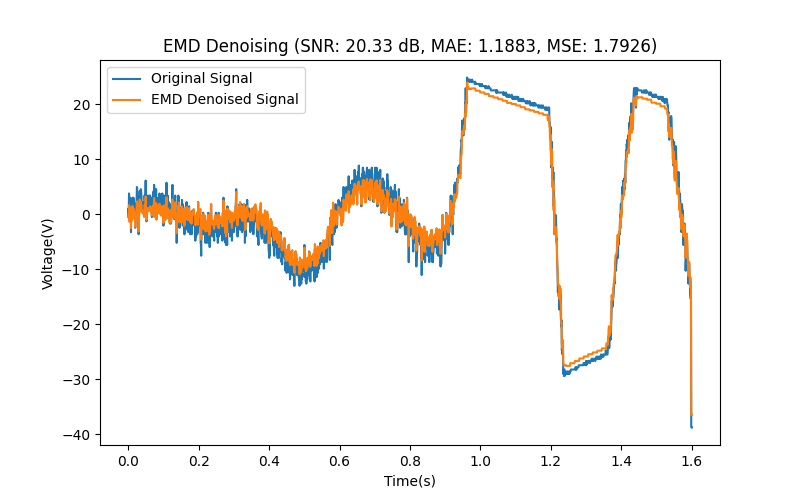 EMD Denoising (SNR: 20.33 dB, MAE: 1.1883, MSE: 1.7926)
Original Signal
EMD Denoised Signal
Voltage(V)
20
10
0
−10
−20
−30
−40
0.0 0.2 0.4 0.6 0.8 1.0 1.2 1.4 1.6
Time(s)